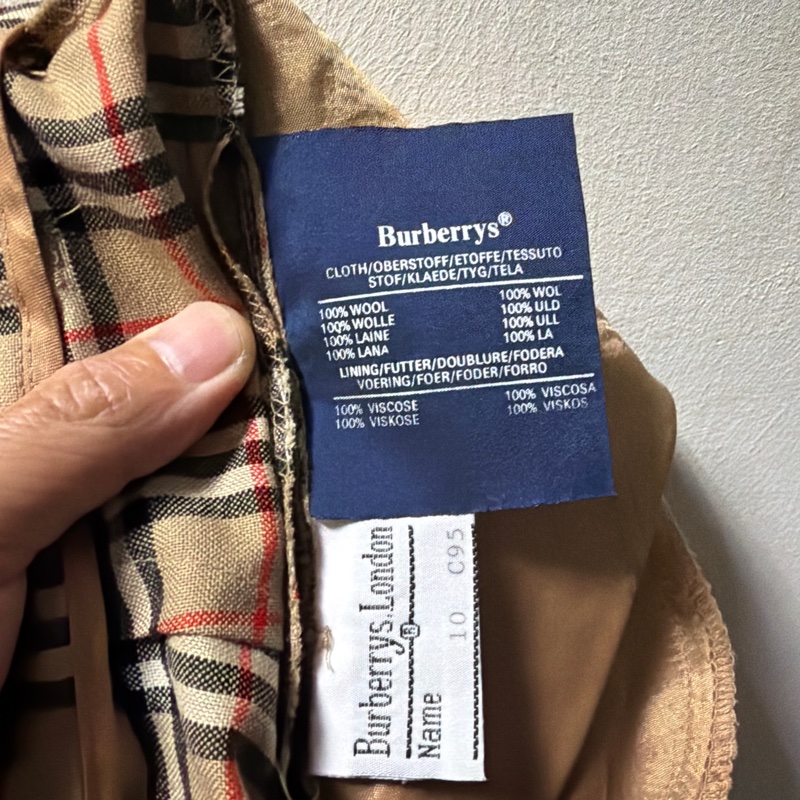 Burberrys®
CLOTH/OBERSTOFF/ETOFFE/TESSUTO
STOF/KLAEDE/TYG/TELA
100% WOOL 100% WOL
100% WOLLE 100% ULD
100% LAINE 100% ULL
100% LANA 100% LA
LINING/FUTTER/DOUBLURE/FODERA
VOERING/FOER/FODER/FORRO
100% VISCOSE 100% VISCOSA
100% VISKOSE 100% VISKOS
Burberrys, London
®
Name
10 C95